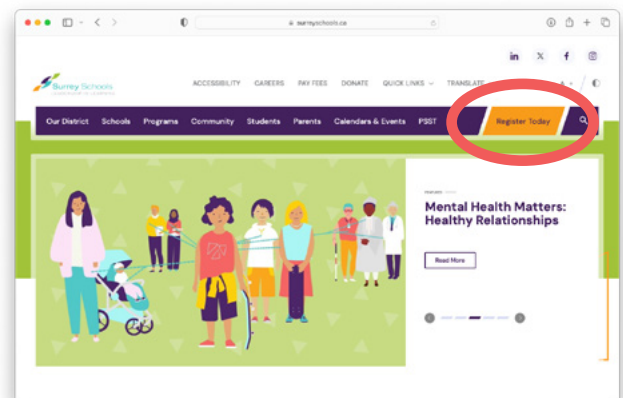 surreyschools.ca
in X f
Surrey Schools
ACCESSIBILITY CAREERS PAY FEES DONATE QUICK LINKS TRANSLATE
Our District Schools Programs Community Students Parents Calendars & Events PSST Register Today
Mental Health Matters:
Healthy Relationships
Read More